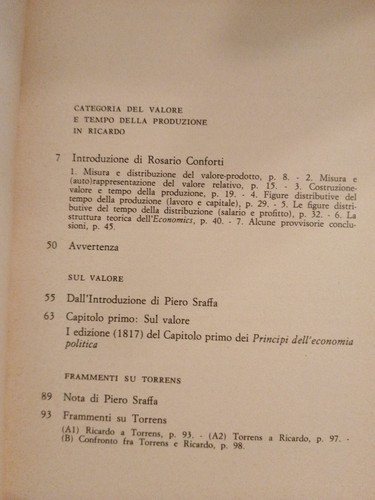 CATEGORIA DEL VALORE
E TEMPO DELLA PRODUZIONE
IN RICARDO
7 Introduzione di Rosario Conforti
1. Misura e distribuzione del valore-prodotto, p. 8. - 2. Misura e
(auto)rappresentazione del valore relativo, p. 15. - 3. Costruzione-
valore e tempo della produzione, p. 19. - 4. Figure distributive del
tempo della produzione (lavoro e capitale), p. 29. - 5. Le figure distri-
butive del tempo della distribuzione (salario e profitto), p. 32. - 6. La
struttura teorica dell'Economics, p. 40. - 7. Alcune provvisorie conclu-
sioni, p. 45.
50 Avvertenza
SUL VALORE
55 Dall'Introduzione di Piero Sraffa
63 Capitolo primo: Sul valore
I edizione (1817) del Capitolo primo dei Principi dell'economia
politica
FRAMMENTI SU TORRENS
89 Nota di Piero Sraffa
93 Frammenti su Torrens
(A1) Ricardo a Torrens, p. 93. - (A2) Torrens a Ricardo, p. 97. -
(B) Confronto fra Torrens e Ricardo, p. 98.